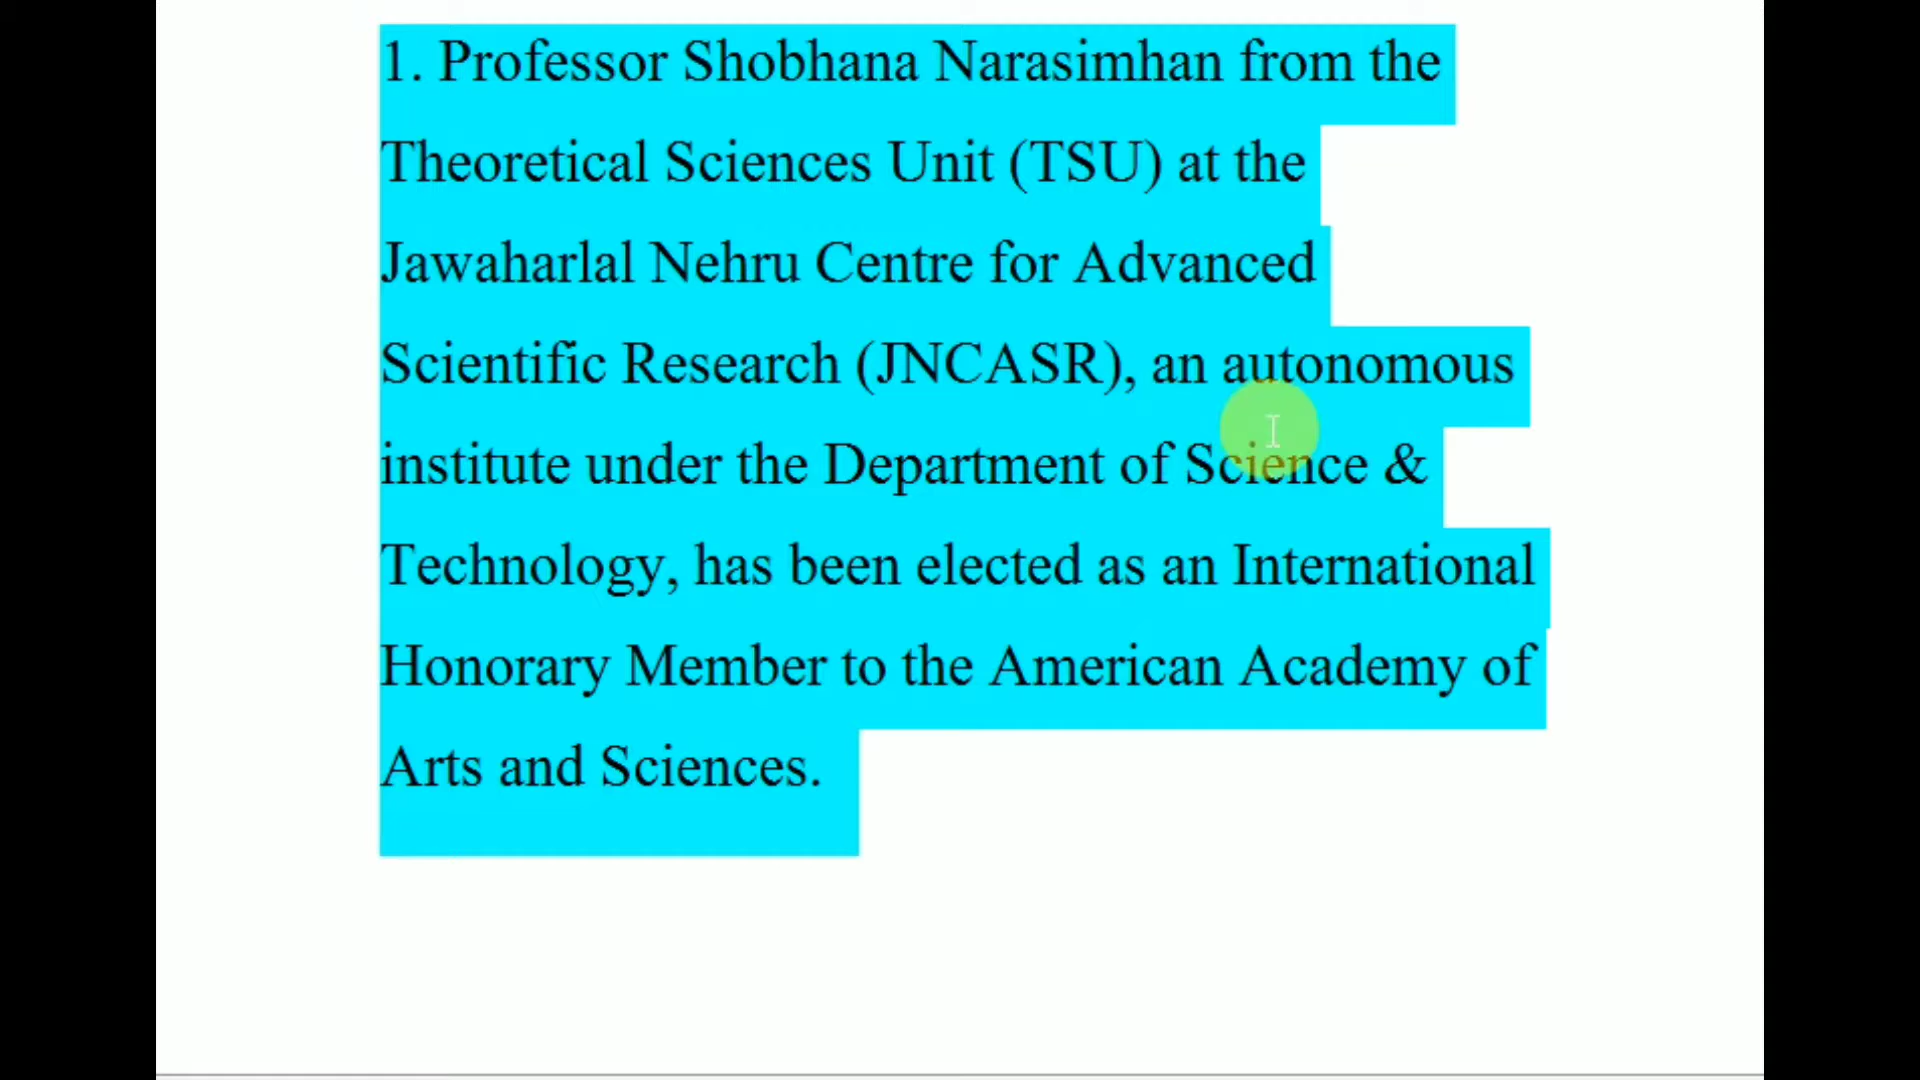 1. Professor Shobhana Narasimhan from the
Theoretical Sciences Unit (TSU) at the
Jawaharlal Nehru Centre for Advanced
Scientific Research (JNCASR), an autonomous
institute under the Department of Science &
Technology, has been elected as an International
Honorary Member to the American Academy of
Arts and Sciences.